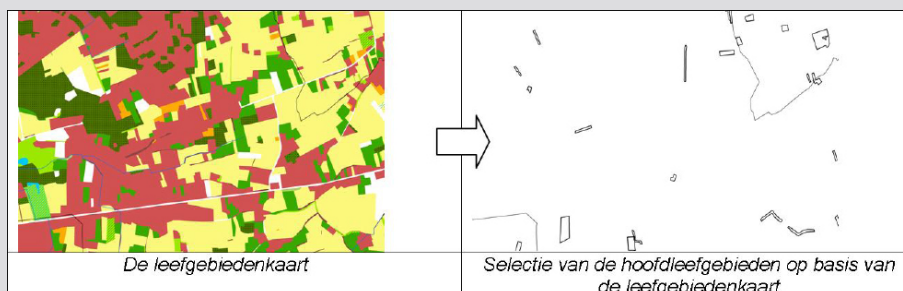 De leefgebiedenkaart
Selectie van de hoofdleefgebieden op basis van
de leefgebiedenkaart